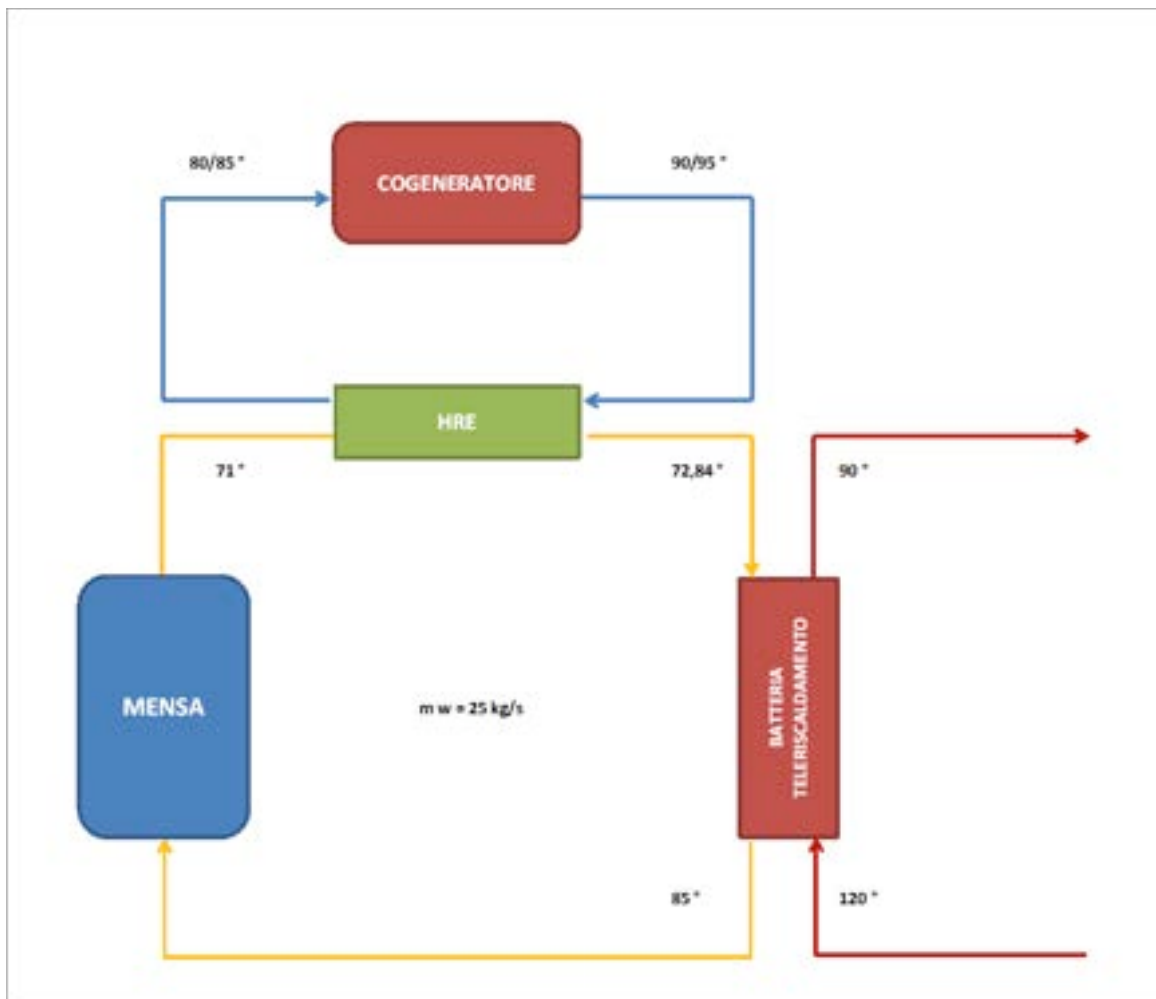 80/85 °
COGENERATORE
90/95 °
HRE
71 °
72,84 °
90 °
MENSA
m w = 25 kg/s
BATTERIA
TELERISCALDAMENTO
85 °
120 °